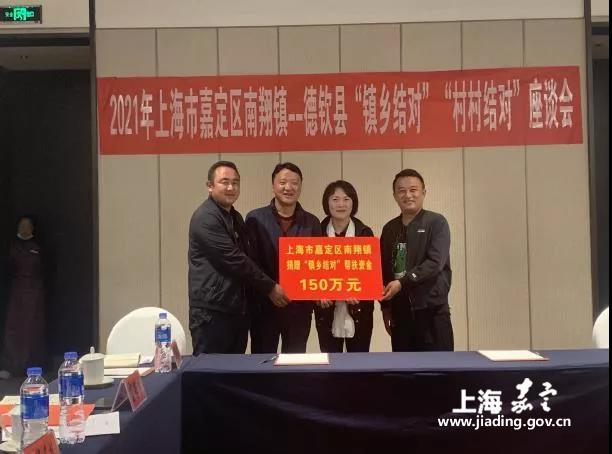 2021年上海市嘉定区南翔镇--德钦县“镇乡结对” “村村结对”座谈会
上海市嘉定区南翔镇
捐赠“镇乡结对”帮扶资金
150万元
上海嘉定
www.jiading.gov.cn